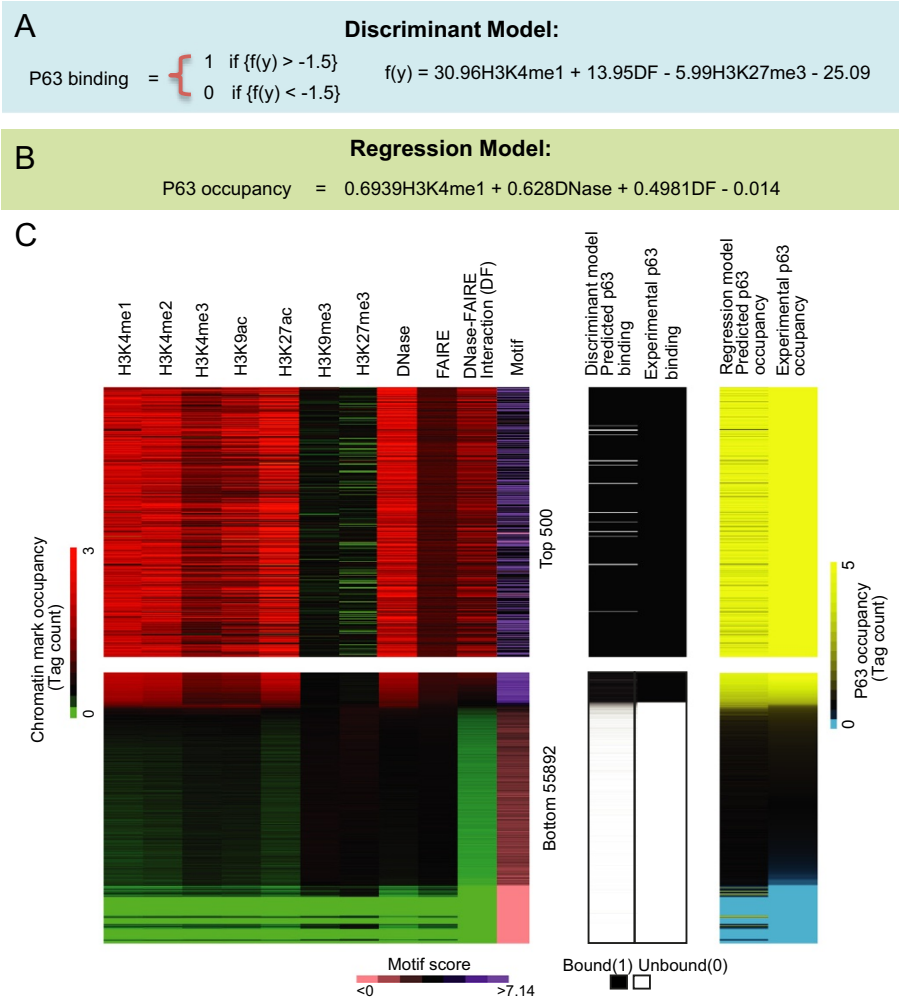 A
Discriminant Model:
P63 binding = { 1 if {f(y) > -1.5}
0 if {f(y) < -1.5}
f(y) = 30.96H3K4me1 + 13.95DF - 5.99H3K27me3 - 25.09
B
Regression Model:
P63 occupancy = 0.6939H3K4me1 + 0.628DNase + 0.4981DF - 0.014
C
H3K4me1
H3K4me2
H3K4me3
H3K9ac
H3K27ac
H3K9me3
H3K27me3
DNase
FAIRE
DNase-FAIRE
Interaction (DF)
Motif
Discriminant model
Predicted p63
binding
Experimental p63
binding
Regression model
Predicted p63
occupancy
Experimental p63
occupancy
Chromatin mark occupancy
(Tag count)
3
0
Top 500
Bottom 55892
P63 occupancy
(Tag count)
5
0
Motif score
<0
>7.14
Bound(1) Unbound(0)